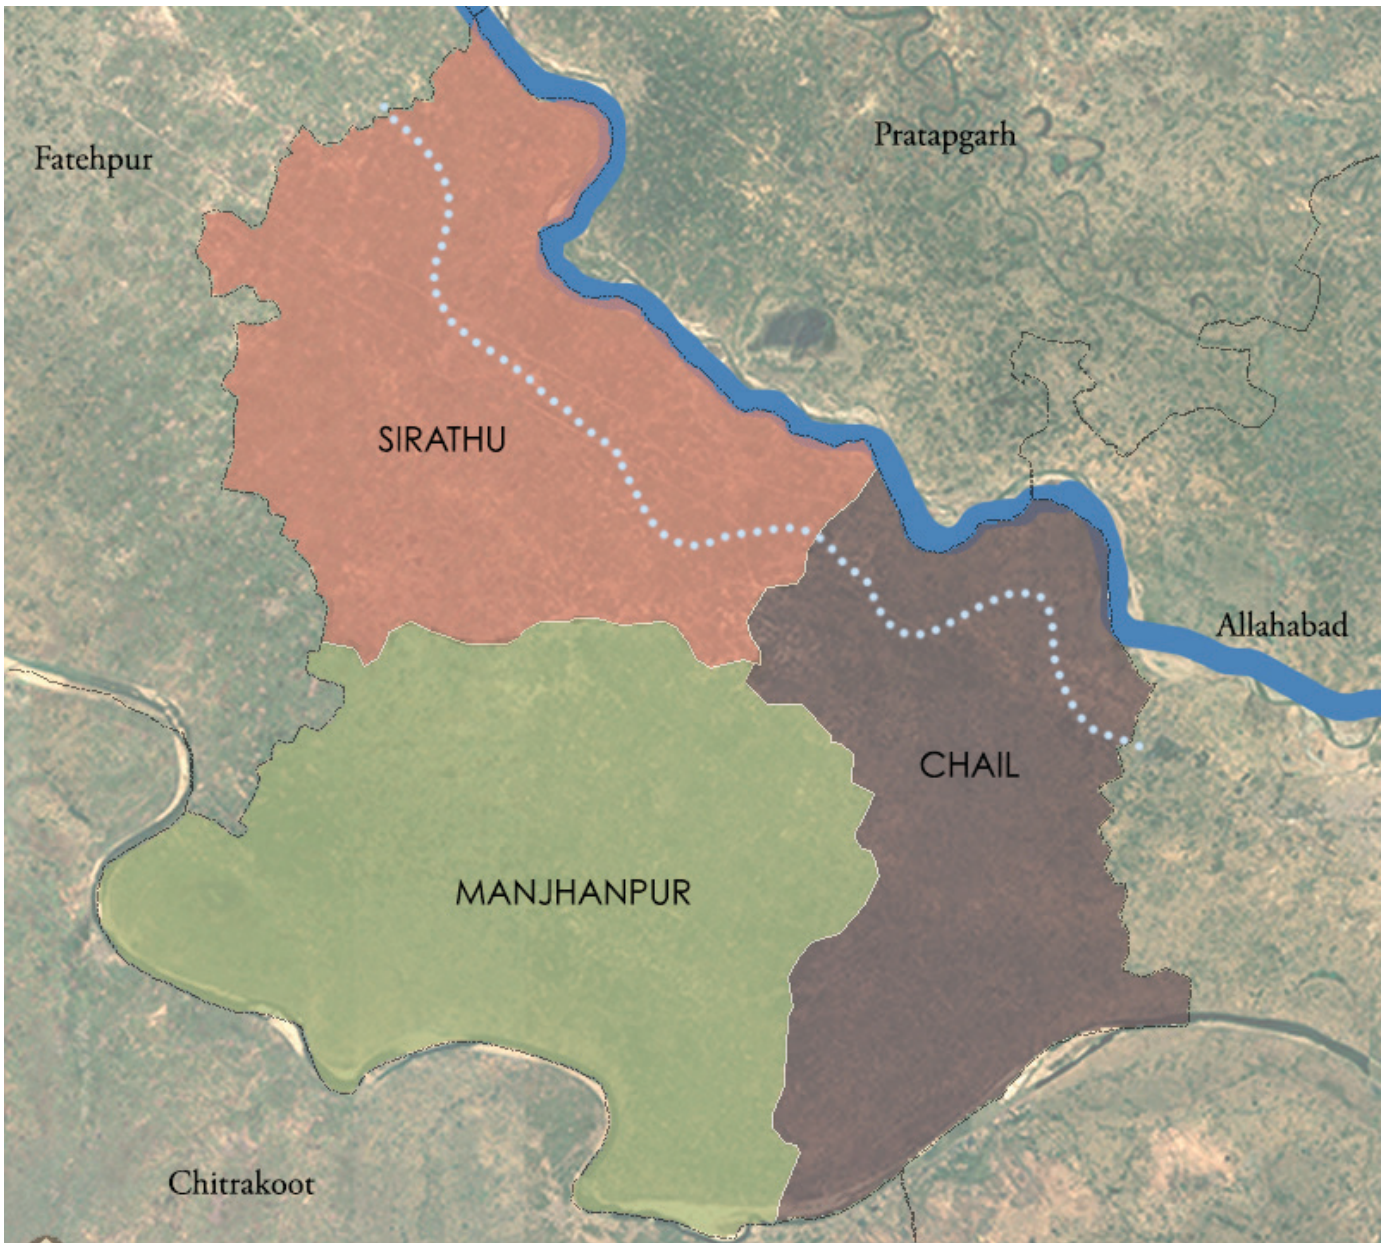 Pratapgarh
Fatehpur
SIRATHU
Allahabad
CHAIL
MANJHANPUR
Chitrakoot